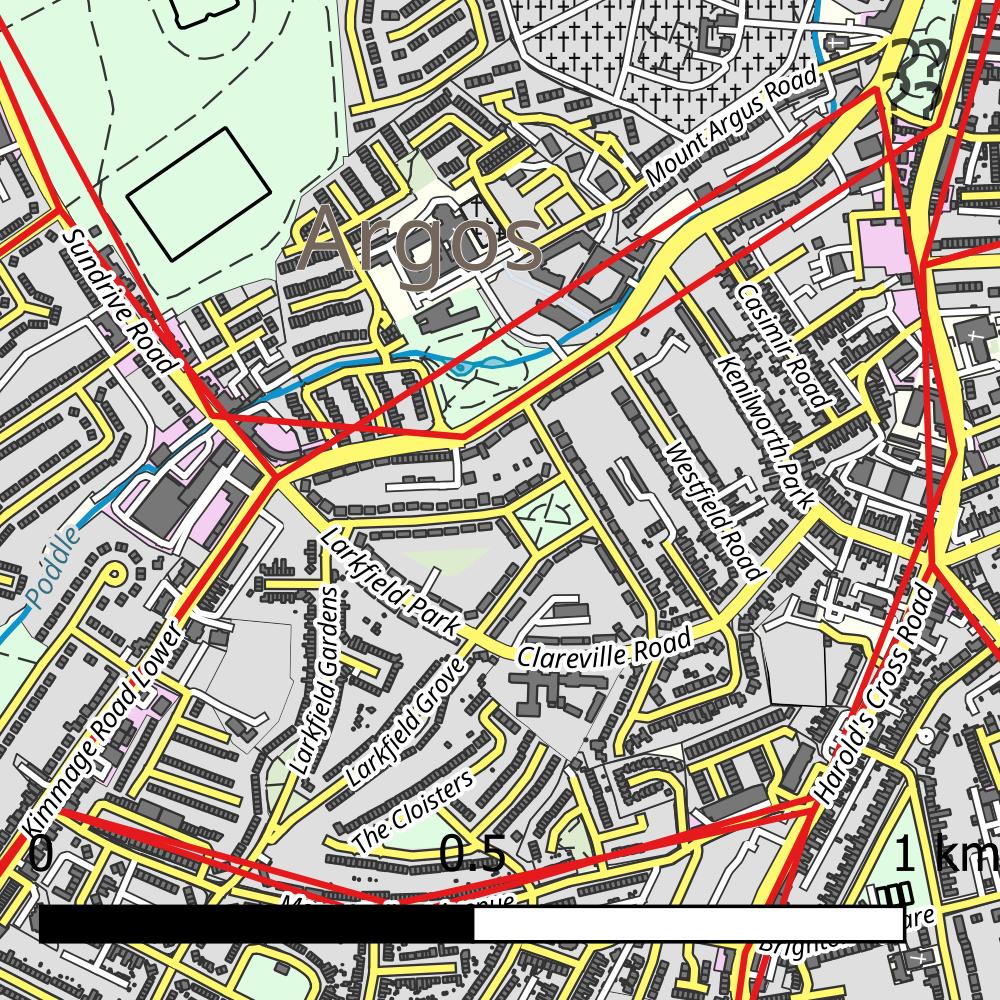 Mount Argus Road
Argos
Sundrive Road
Casimir Road
Kenilworth Park
Westfield Road
Poddle
Larkfield Park
Clareville Road
Larkfield Gardens
Larkfield Grove
Harold's Cross Road
Kimmage Road Lower
The Cloisters
0
0.5
1 km